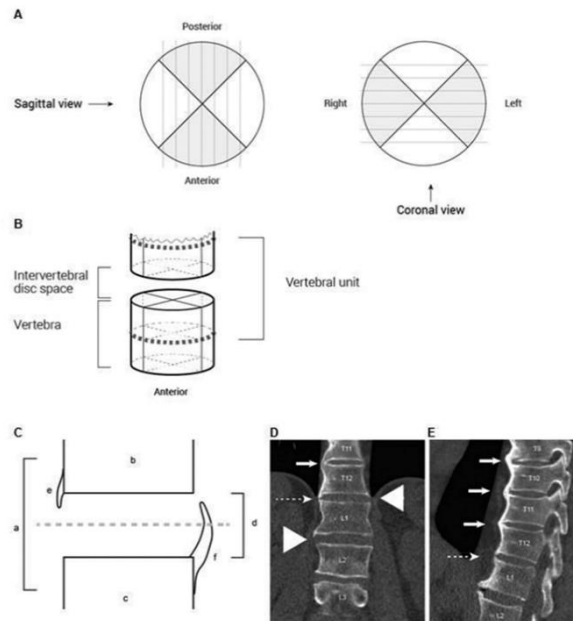 A
Posterior
Sagittal view
Right
Left
Anterior
Coronal view
B
Intervertebral
disc space
Vertebral unit
Vertebra
Anterior
C
b
e
a
d
f
c
D
T11
T12
L1
L2
L3
E
T10
T11
T12
L1
L2